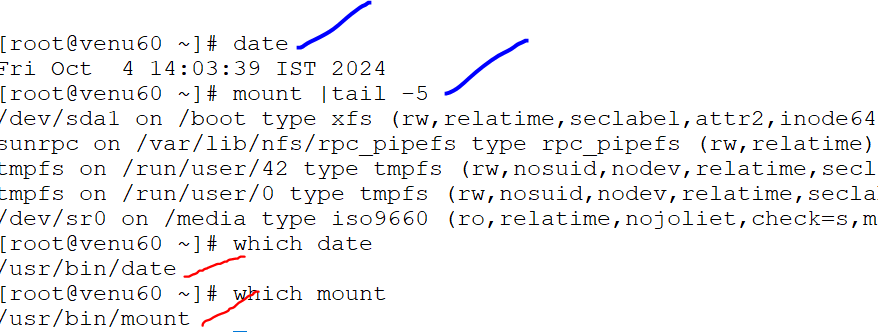 [root@venu60 ~]# date
Fri Oct  4 14:03:39 IST 2024
[root@venu60 ~]# mount |tail -5
/dev/sda1 on /boot type xfs (rw,relatime,seclabel,attr2,inode64
sunrpc on /var/lib/nfs/rpc_pipefs type rpc_pipefs (rw,relatime)
tmpfs on /run/user/42 type tmpfs (rw,nosuid,nodev,relatime,secl
tmpfs on /run/user/0 type tmpfs (rw,nosuid,nodev,relatime,secla
/dev/sr0 on /media type iso9660 (ro,relatime,nojoliet,check=s,m
[root@venu60 ~]# which date
/usr/bin/date
[root@venu60 ~]# which mount
/usr/bin/mount